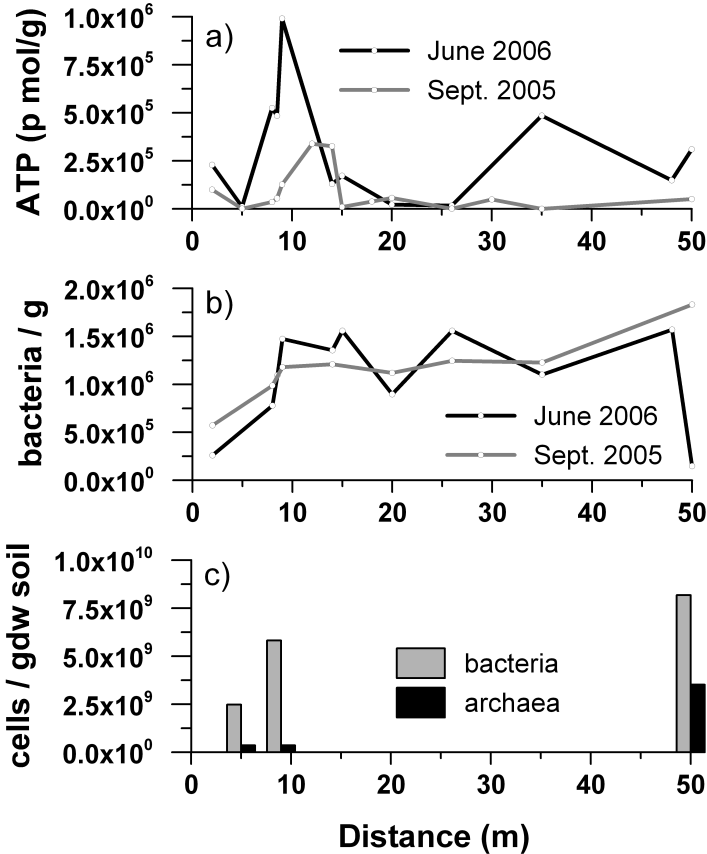 a)
ATP (p mol/g)
1.0x10⁶
7.5x10⁵
5.0x10⁵
2.5x10⁵
0.0x10⁰
June 2006
Sept. 2005
0 10 20 30 40 50
b)
bacteria / g
2.0x10⁶
1.5x10⁶
1.0x10⁶
5.0x10⁵
0.0x10⁰
June 2006
Sept. 2005
0 10 20 30 40 50
c)
cells / gdw soil
1.0x10¹⁰
7.5x10⁹
5.0x10⁹
2.5x10⁹
0.0x10⁰
bacteria
archaea
0 10 20 30 40 50
Distance (m)